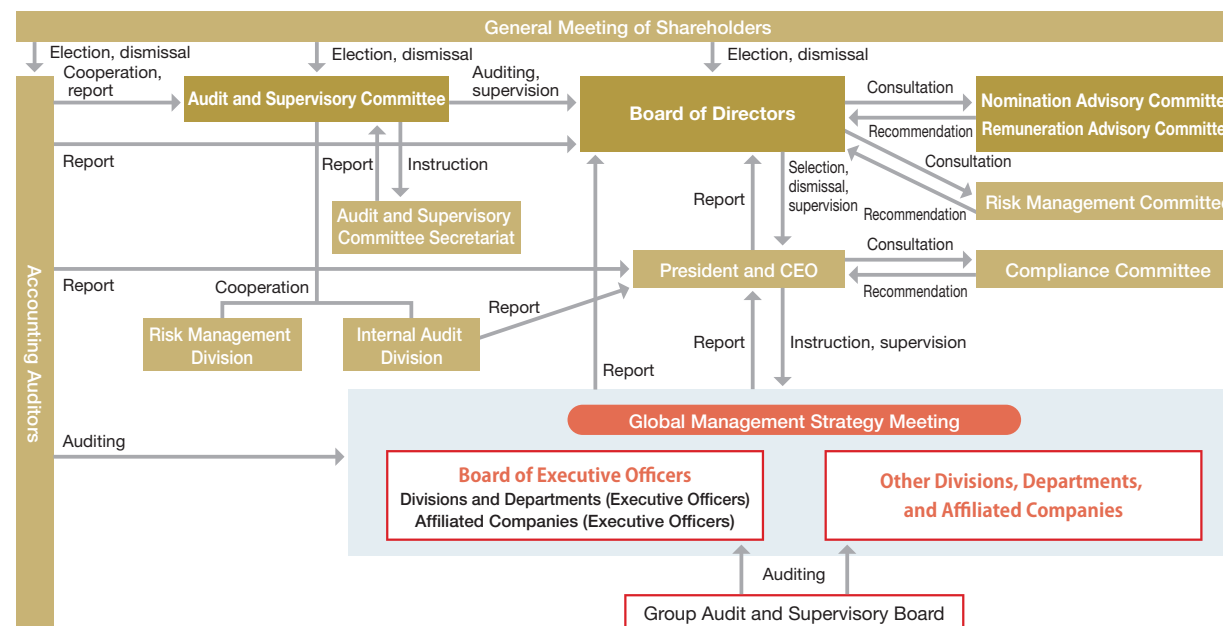 General Meeting of Shareholders
Election, dismissal
Election, dismissal
Election, dismissal
Cooperation,
report
Audit and Supervisory Committee
Auditing,
supervision
Board of Directors
Consultation
Recommendation
Nomination Advisory Committe
Remuneration Advisory Committe
Report
Report
Instruction
Selection,
dismissal,
supervision
Consultation
Recommendation
Risk Management Committee
Audit and Supervisory
Committee Secretariat
Report
Accounting Auditors
Report
Cooperation
President and CEO
Consultation
Recommendation
Compliance Committee
Risk Management
Division
Internal Audit
Division
Report
Report
Report
Instruction, supervision
Auditing
Global Management Strategy Meeting
Board of Executive Officers
Divisions and Departments (Executive Officers)
Affiliated Companies (Executive Officers)
Other Divisions, Departments,
and Affiliated Companies
Auditing
Group Audit and Supervisory Board